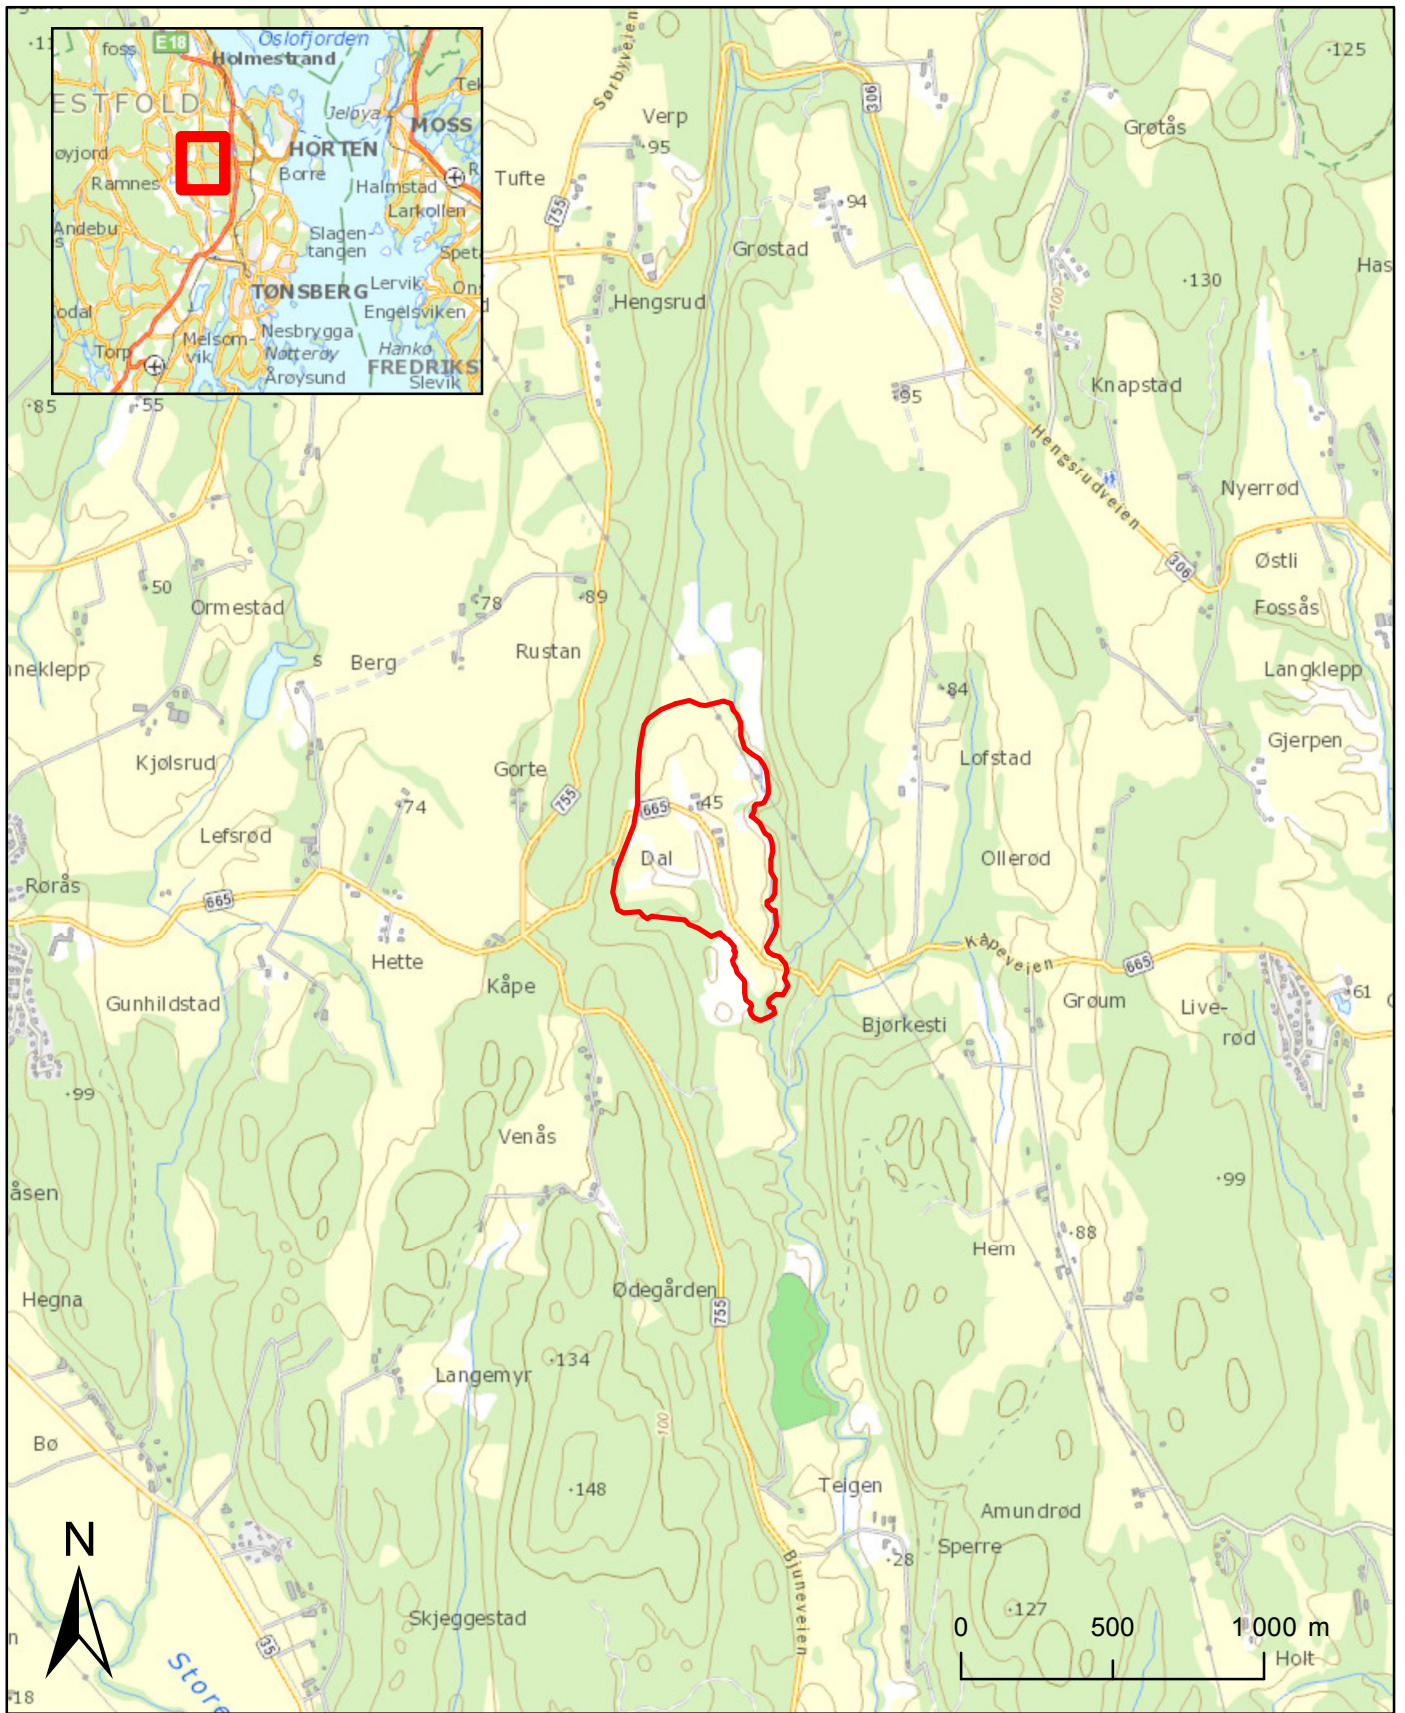 foss
E 18
Oslofjorden
Holmestrand
ESTFOLD
Jeløya
MOSS
øyjord
HORTEN
Ramnes
Borre
Halmstad
Larkollen
Andebu
Slagen-
tangen
Lervik
TØNSBERG
Engelsviken
odal
Nesbrygga
Melsom-
vik
Nøtterøy
Hankø
Torp
FREDRIKS
Årøysund
Slevik
Sørbyveien
306
125
Verp
95
Grøtås
Tufte
755
94
Grøstad
130
Has
Hengsrud
100
85
55
95
Knapstad
Hengsrudveien
Nyerrød
306
Østli
50
Ormestad
78
89
Fossås
nneklepp
s
Berg
Rustan
Langklepp
84
Kjølsrud
Gorte
Lofstad
Gjerpen
755
74
665
45
Lefsrød
Dal
Ollerød
Rørås
665
Hette
Kåpeveien
665
Gunhildstad
Kåpe
Grøum
Live-
rød
61
Bjørkesti
99
Venås
åsen
99
Hem
88
Hegna
Ødegården
755
134
Langemyr
100
Bø
148
Teigen
Amundrød
N
28
Sperre
Bjuneveien
Skjeggestad
127
0 500 1 000 m
35
Holt
n
Store
18